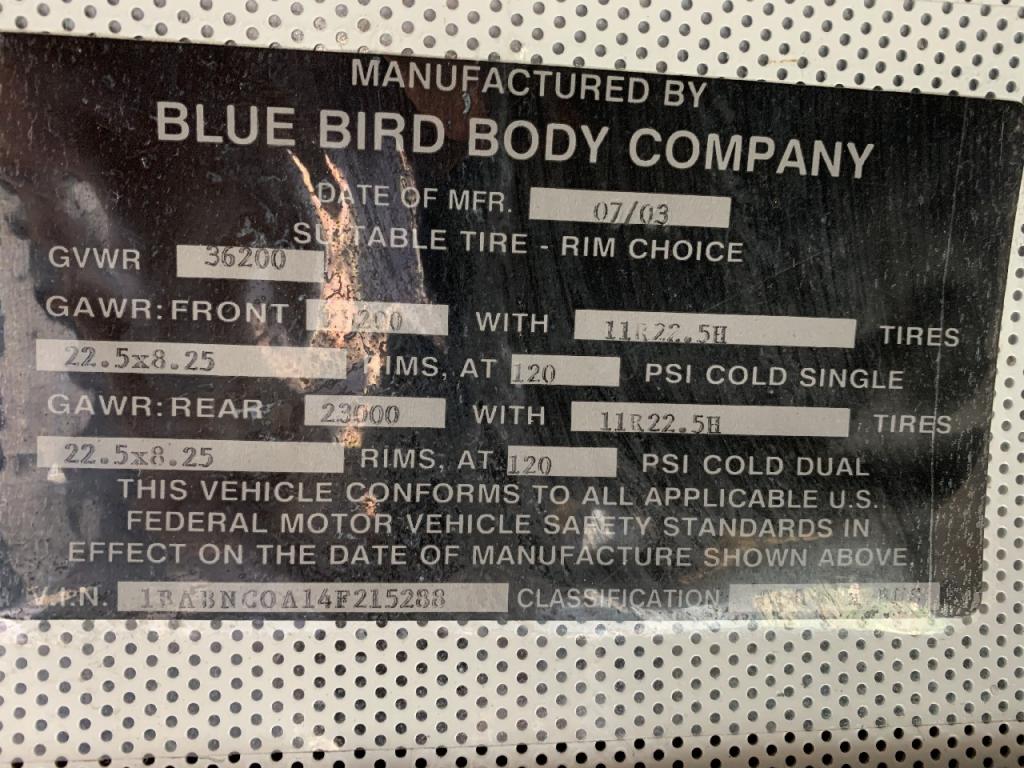 MANUFACTURED BY
BLUE BIRD BODY COMPANY
DATE OF MFR. 07/03
SUITABLE TIRE - RIM CHOICE
GVWR 36200
GAWR: FRONT WITH 11R22.5H TIRES
22.5x8.25 RIMS, AT 120 PSI COLD SINGLE
GAWR: REAR 23000 WITH 11R22.5H TIRES
22.5x8.25 RIMS, AT 120 PSI COLD DUAL
THIS VEHICLE CONFORMS TO ALL APPLICABLE U.S.
FEDERAL MOTOR VEHICLE SAFETY STANDARDS IN
EFFECT ON THE DATE OF MANUFACTURE SHOWN ABOVE.
V.I.N. 1BABNC0A14F215288 CLASSIFICATION BUS